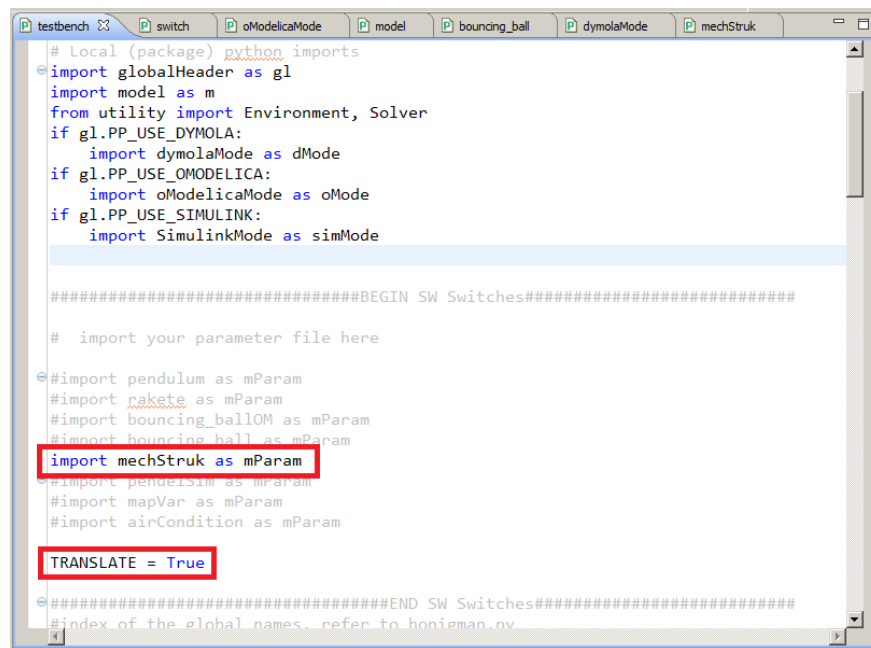 testbench switch oModelicaMode model bouncing_ball dymolaMode mechStruk
# Local (package) python imports
import globalHeader as gl
import model as m
from utility import Environment, Solver
if gl.PP_USE_DYMOLA:
    import dymolaMode as dMode
if gl.PP_USE_OMODELICA:
    import oModelicaMode as oMode
if gl.PP_USE_SIMULINK:
    import SimulinkMode as simMode
################################BEGIN SW Switches############################
#  import your parameter file here
#import pendulum as mParam
#import rakete as mParam
#import bouncing_ballOM as mParam
#import bouncing_ball as mParam
import mechStruk as mParam
#import pendelSim as mParam
#import mapVar as mParam
#import airCondition as mParam
TRANSLATE = True
###################################END SW Switches###########################
#index of the global names, refer to honigman.py